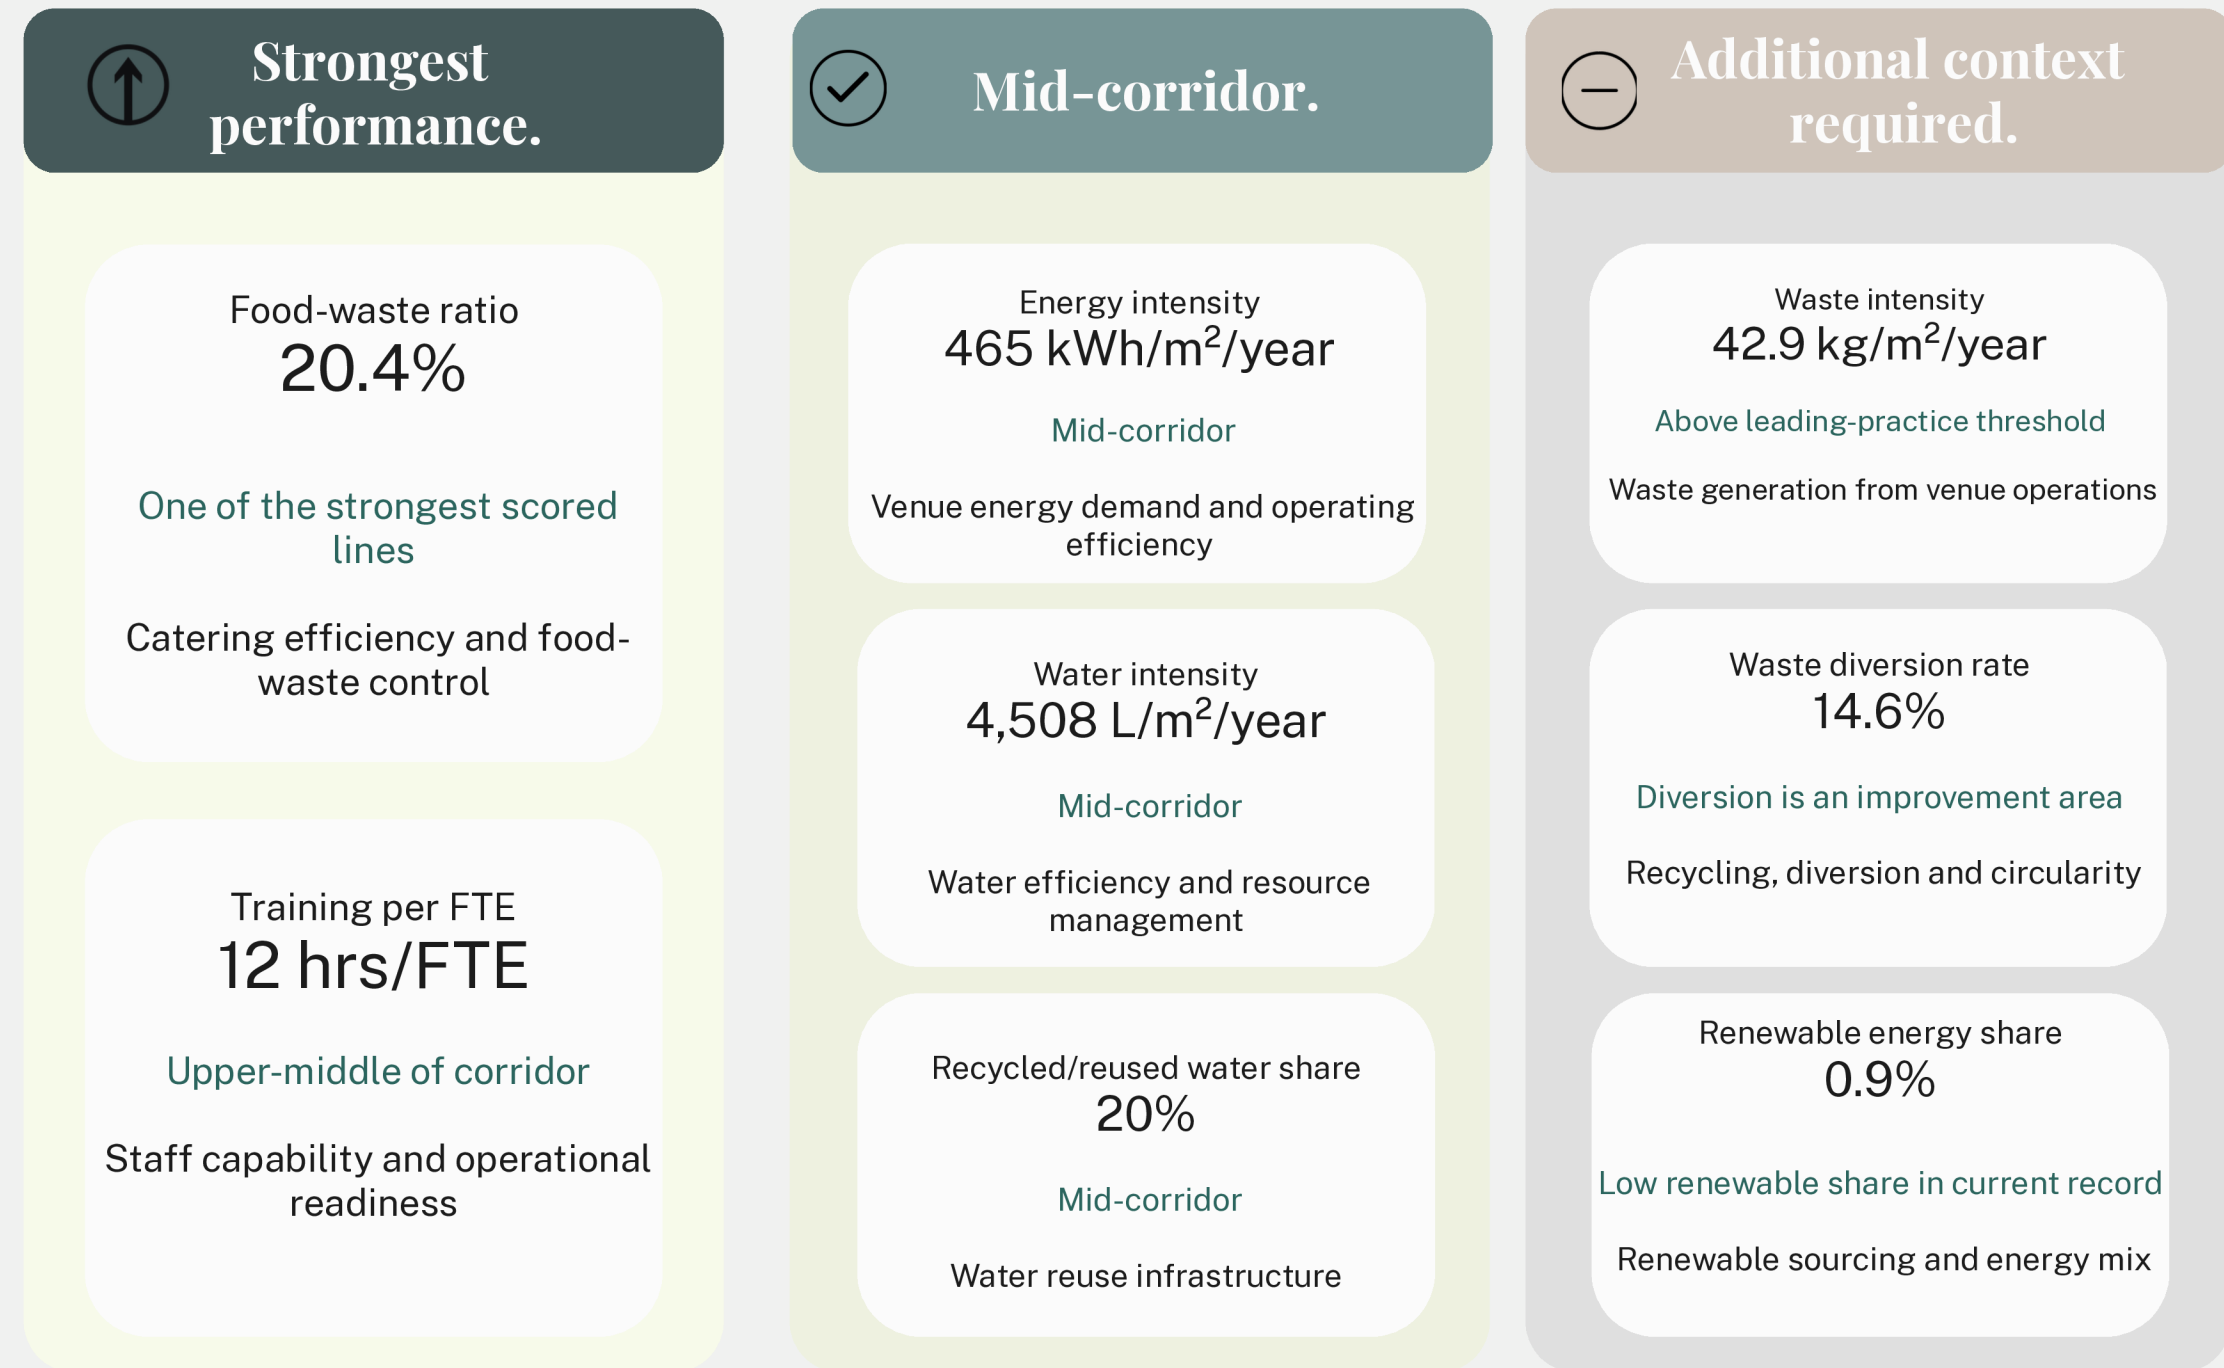 Strongest
performance.
Food-waste ratio
20.4%
One of the strongest scored
lines
Catering efficiency and food-
waste control
Training per FTE
12 hrs/FTE
Upper-middle of corridor
Staff capability and operational
readiness
Mid-corridor.
Energy intensity
465 kWh/m²/year
Mid-corridor
Venue energy demand and operating
efficiency
Water intensity
4,508 L/m²/year
Mid-corridor
Water efficiency and resource
management
Recycled/reused water share
20%
Mid-corridor
Water reuse infrastructure
Additional context
required.
Waste intensity
42.9 kg/m²/year
Above leading-practice threshold
Waste generation from venue operations
Waste diversion rate
14.6%
Diversion is an improvement area
Recycling, diversion and circularity
Renewable energy share
0.9%
Low renewable share in current record
Renewable sourcing and energy mix